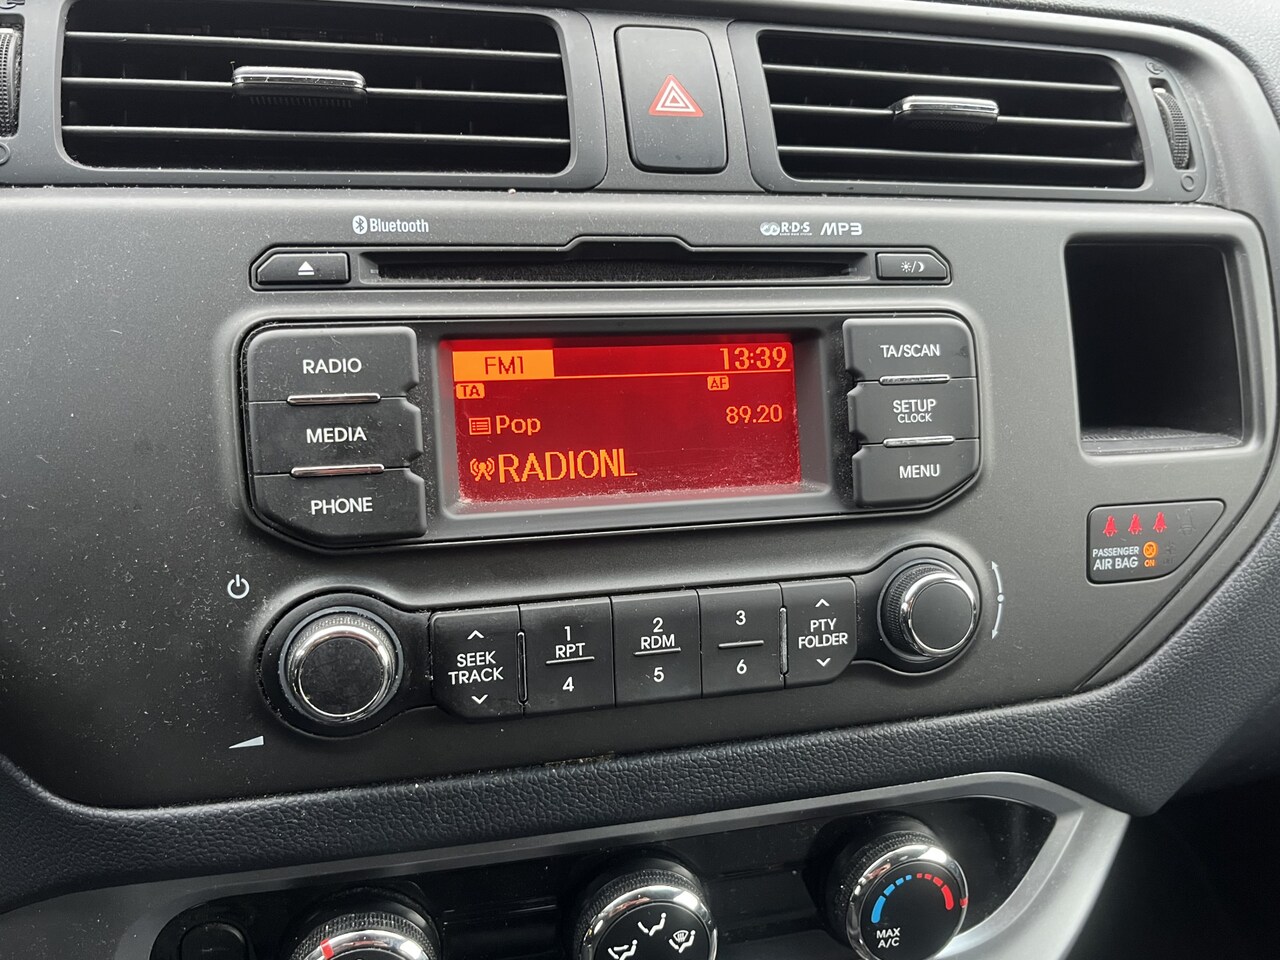 Bluetooth
R·D·S MP3
RADIO
MEDIA
PHONE
FM1 13:39
TA AF
Pop 89.20
RADIONL
TA/SCAN
SETUP
CLOCK
MENU
PASSENGER
AIR BAG ON
SEEK
TRACK
1
RPT
4
2
RDM
5
3
6
PTY
FOLDER
MAX
A/C